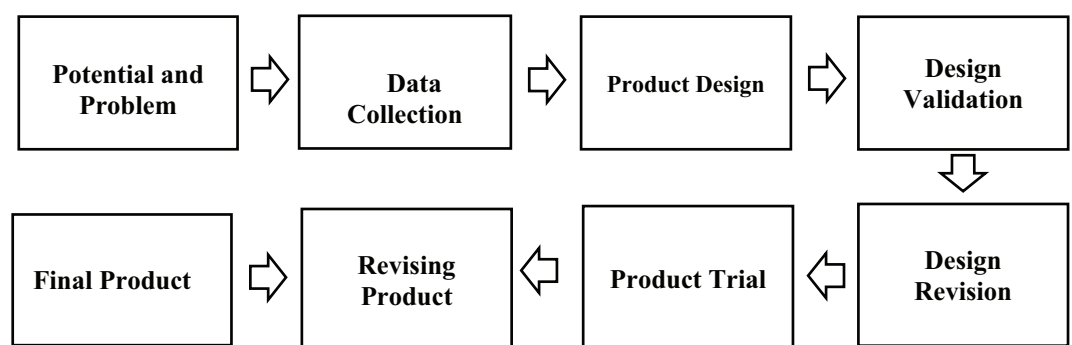 Potential and
Problem
Data
Collection
Product Design
Design
Validation
Final Product
Revising
Product
Product Trial
Design
Revision